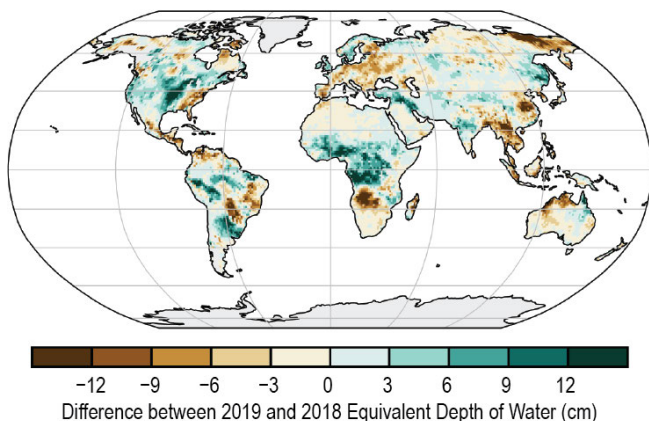 −12 −9 −6 −3 0 3 6 9 12
Difference between 2019 and 2018 Equivalent Depth of Water (cm)